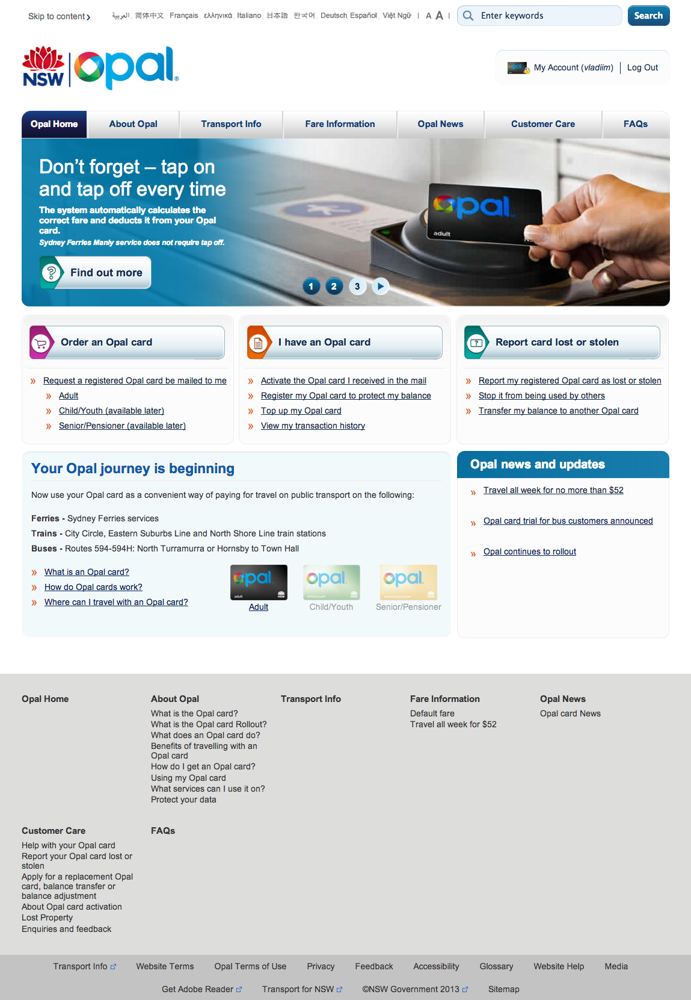 Skip to content
العربية 简体中文 Français ελληνικά Italiano 日本語 한국어 Deutsch Español Việt Ngữ | A A |
Enter keywords
Search
NSW opal
My Account (vladiim) | Log Out
Opal Home
About Opal
Transport Info
Fare Information
Opal News
Customer Care
FAQs
Don't forget – tap on
and tap off every time
The system automatically calculates the
correct fare and deducts it from your Opal
card.
Sydney Ferries Manly service does not require tap off.
Find out more
opal
adult
1 2 3
Order an Opal card
Request a registered Opal card be mailed to me
Adult
Child/Youth (available later)
Senior/Pensioner (available later)
I have an Opal card
Activate the Opal card I received in the mail
Register my Opal card to protect my balance
Top up my Opal card
View my transaction history
Report card lost or stolen
Report my registered Opal card as lost or stolen
Stop it from being used by others
Transfer my balance to another Opal card
Your Opal journey is beginning
Now use your Opal card as a convenient way of paying for travel on public transport on the following:
Ferries - Sydney Ferries services
Trains - City Circle, Eastern Suburbs Line and North Shore Line train stations
Buses - Routes 594-594H: North Turramurra or Hornsby to Town Hall
What is an Opal card?
How do Opal cards work?
Where can I travel with an Opal card?
opal
adult
NSW
Adult
opal
child/youth
NSW
Child/Youth
opal
senior/pensioner
NSW
Senior/Pensioner
Opal news and updates
Travel all week for no more than $52
Opal card trial for bus customers announced
Opal continues to rollout
Opal Home
About Opal
What is the Opal card?
What is the Opal card Rollout?
What does an Opal card do?
Benefits of travelling with an
Opal card
How do I get an Opal card?
Using my Opal card
What services can I use it on?
Protect your data
Transport Info
Fare Information
Default fare
Travel all week for $52
Opal News
Opal card News
Customer Care
Help with your Opal card
Report your Opal card lost or
stolen
Apply for a replacement Opal
card, balance transfer or
balance adjustment
About Opal card activation
Lost Property
Enquiries and feedback
FAQs
Transport Info Website Terms Opal Terms of Use Privacy Feedback Accessibility Glossary Website Help Media
Get Adobe Reader Transport for NSW ©NSW Government 2013 Sitemap